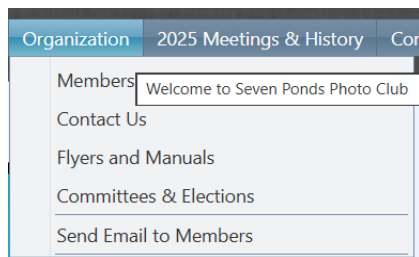 Organization 2025 Meetings & History
Members
Welcome to Seven Ponds Photo Club
Contact Us
Flyers and Manuals
Committees & Elections
Send Email to Members